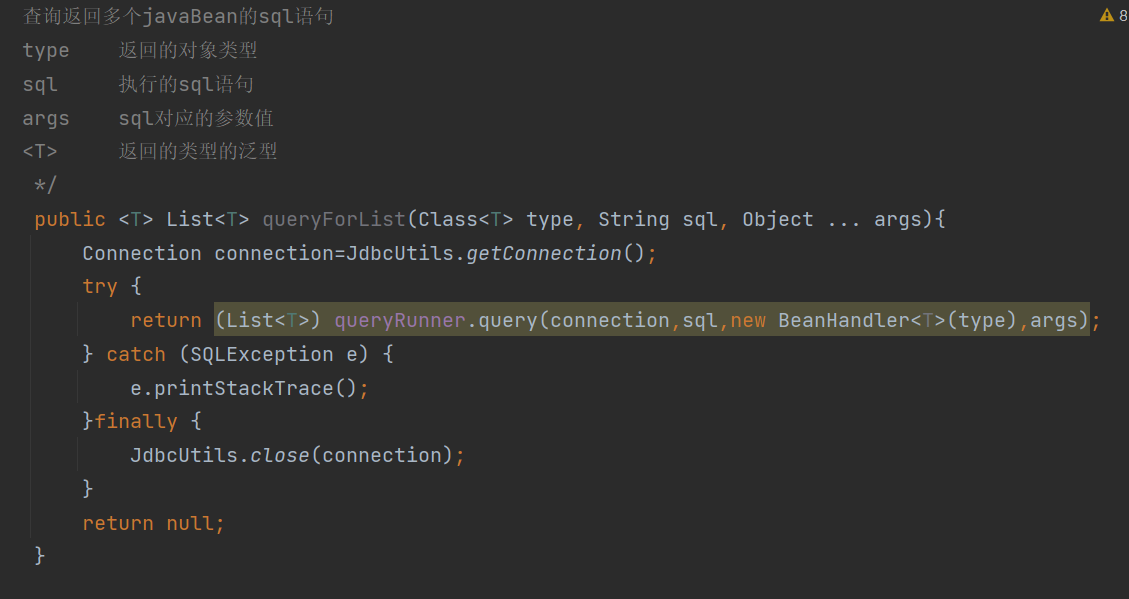 查询返回多个javaBean的sql语句
8
type    返回的对象类型
sql     执行的sql语句
args    sql对应的参数值
<T>     返回的类型的泛型
 */
public <T> List<T> queryForList(Class<T> type, String sql, Object ... args){
    Connection connection=JdbcUtils.getConnection();
    try {
        return (List<T>) queryRunner.query(connection,sql,new BeanHandler<T>(type),args);
    } catch (SQLException e) {
        e.printStackTrace();
    }finally {
        JdbcUtils.close(connection);
    }
    return null;
}